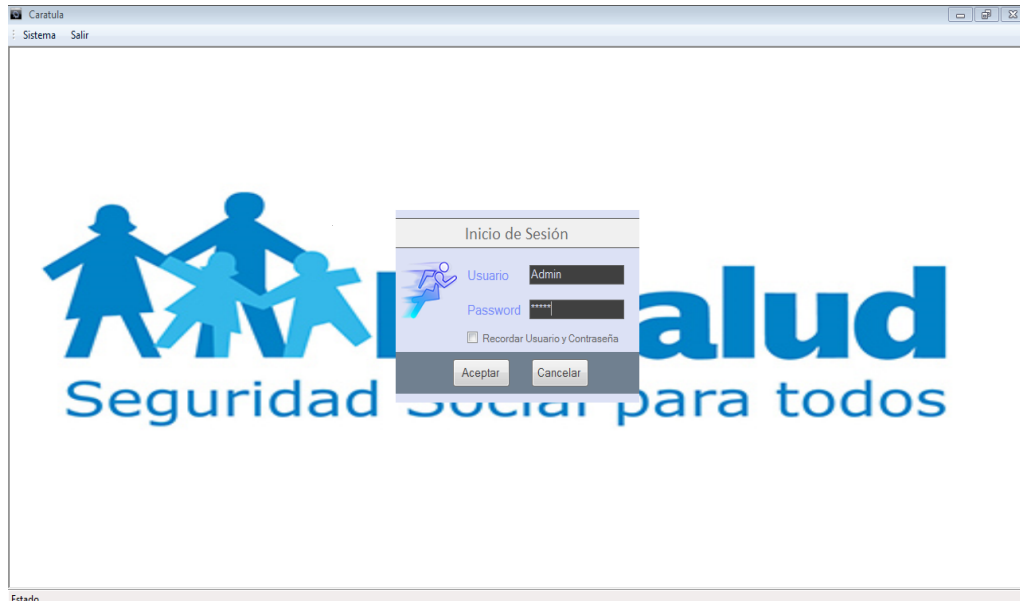 Caratula
Sistema Salir
Inicio de Sesión
Usuario Admin
Password *****
Recordar Usuario y Contraseña
Aceptar Cancelar
alud
Seguridad Social para todos
Estado